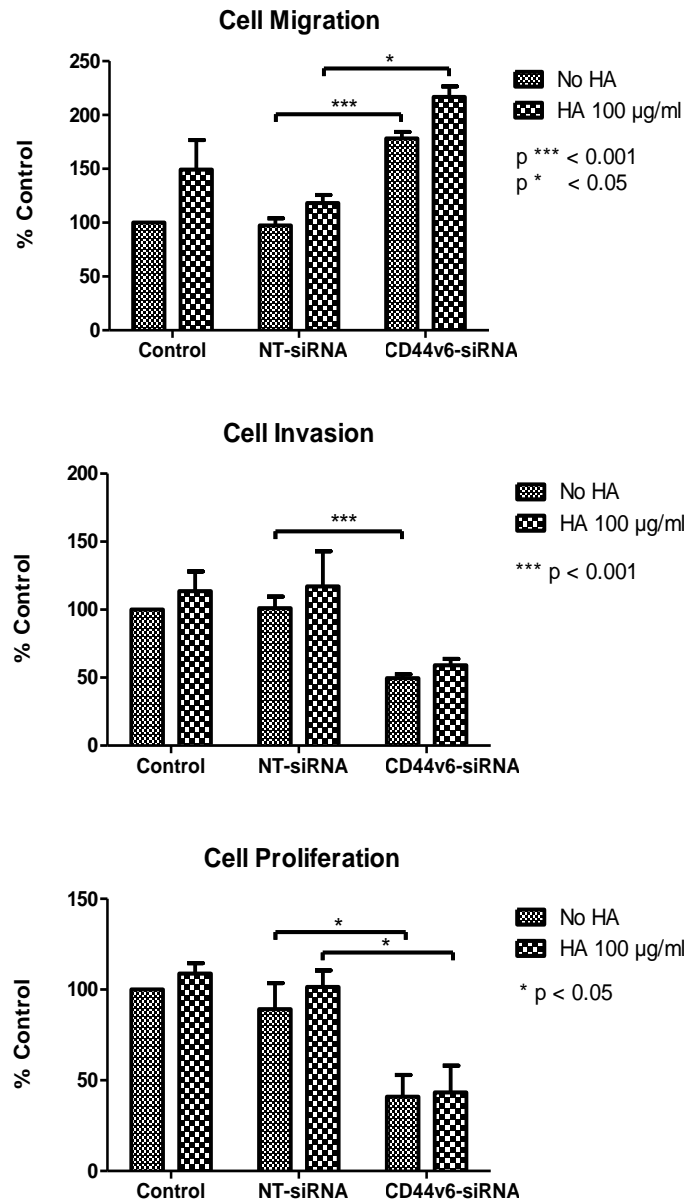 Cell Migration
% Control
250
200
150
100
50
0
***
*
Control
NT-siRNA
CD44v6-siRNA
No HA
HA 100 µg/ml
p *** < 0.001
p * < 0.05
Cell Invasion
% Control
200
150
100
50
0
***
Control
NT-siRNA
CD44v6-siRNA
No HA
HA 100 µg/ml
*** p < 0.001
Cell Proliferation
% Control
150
100
50
0
*
*
Control
NT-siRNA
CD44v6-siRNA
No HA
HA 100 µg/ml
* p < 0.05